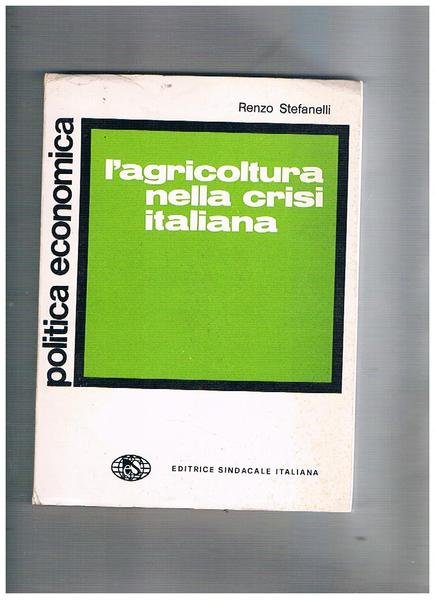 Renzo Stefanelli
politica economica
l'agricoltura
nella crisi
italiana
EDITRICE SINDACALE ITALIANA